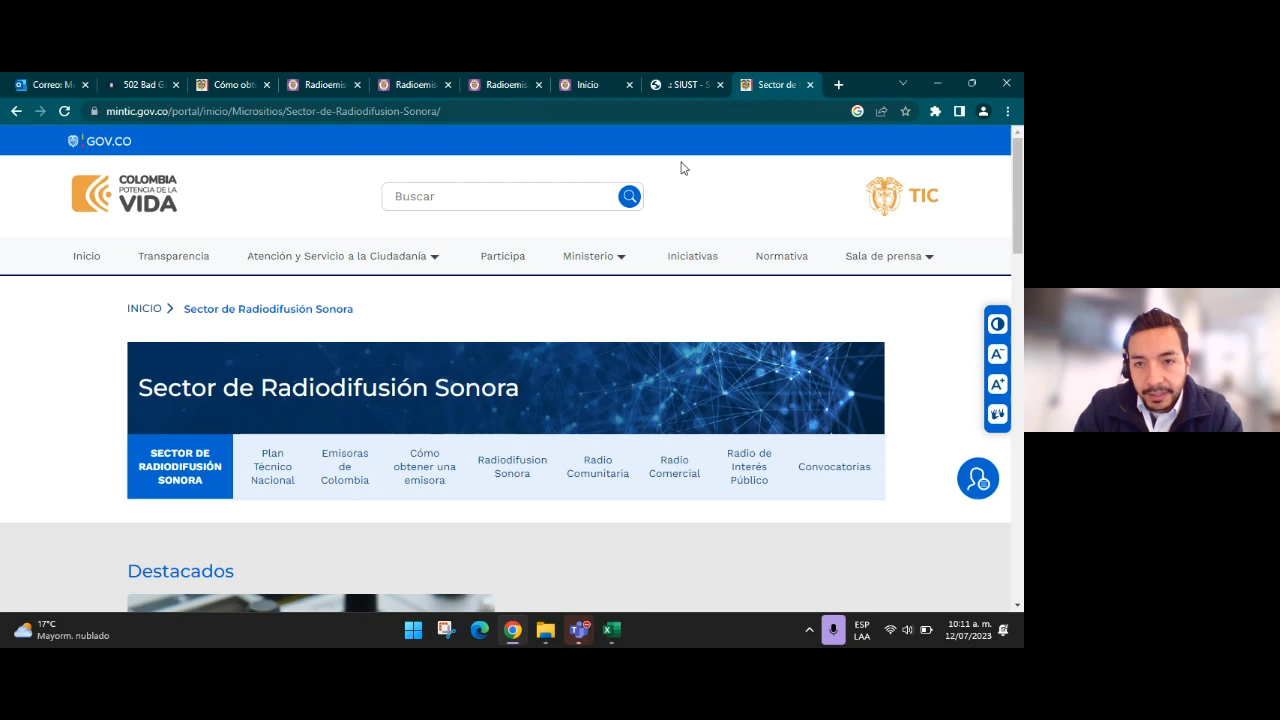 Correo: M
502 Bad G
Cómo obt
Radioemis
Radioemis
Radioemis
Inicio
.: SIUST - S
Sector de
mintic.gov.co/portal/inicio/Micrositios/Sector-de-Radiodifusion-Sonora/
GOV.CO
COLOMBIA
POTENCIA DE LA
VIDA
Buscar
TIC
Inicio
Transparencia
Atención y Servicio a la Ciudadanía
Participa
Ministerio
Iniciativas
Normativa
Sala de prensa
INICIO
Sector de Radiodifusión Sonora
A-
A+
Sector de Radiodifusión Sonora
SECTOR DE
RADIODIFUSIÓN
SONORA
Plan
Técnico
Nacional
Emisoras
de
Colombia
Cómo
obtener una
emisora
Radiodifusion
Sonora
Radio
Comunitaria
Radio
Comercial
Radio de
Interés
Público
Convocatorias
Destacados
17°C
Mayorm. nublado
ESP
LAA
10:11 a. m.
12/07/2023